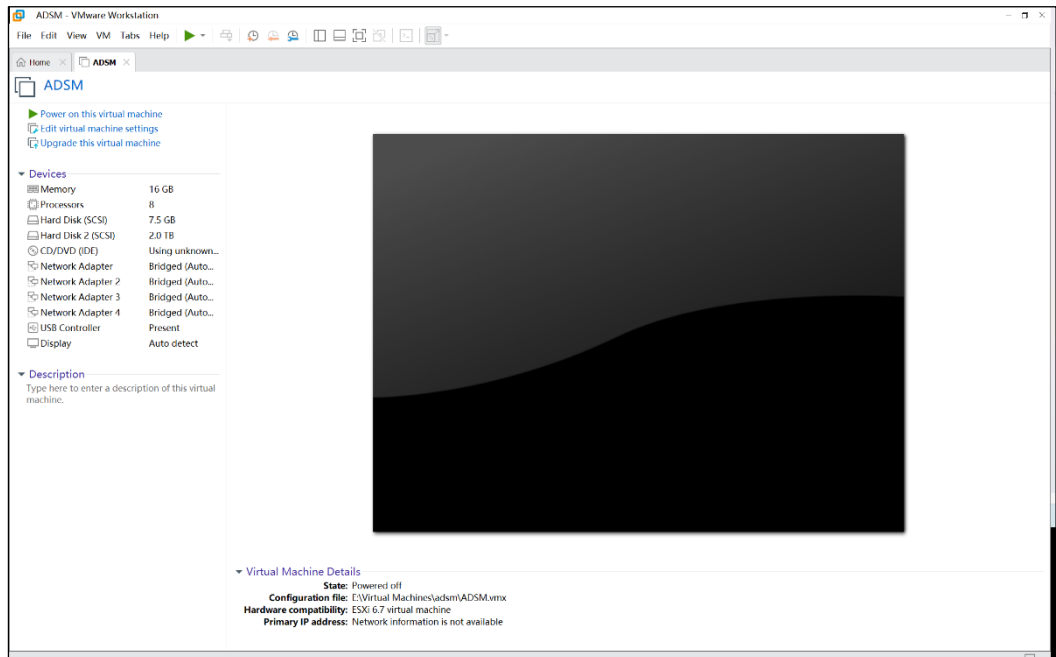 ADSM - VMware Workstation
File Edit View VM Tabs Help
Home ADSM
ADSM
Power on this virtual machine
Edit virtual machine settings
Upgrade this virtual machine
Devices
Memory 16 GB
Processors 8
Hard Disk (SCSI) 7.5 GB
Hard Disk 2 (SCSI) 2.0 TB
CD/DVD (IDE) Using unknown...
Network Adapter Bridged (Auto...
Network Adapter 2 Bridged (Auto...
Network Adapter 3 Bridged (Auto...
Network Adapter 4 Bridged (Auto...
USB Controller Present
Display Auto detect
Description
Type here to enter a description of this virtual
machine.
Virtual Machine Details
State: Powered off
Configuration file: E:\Virtual Machines\adsm\ADSM.vmx
Hardware compatibility: ESXi 6.7 virtual machine
Primary IP address: Network information is not available